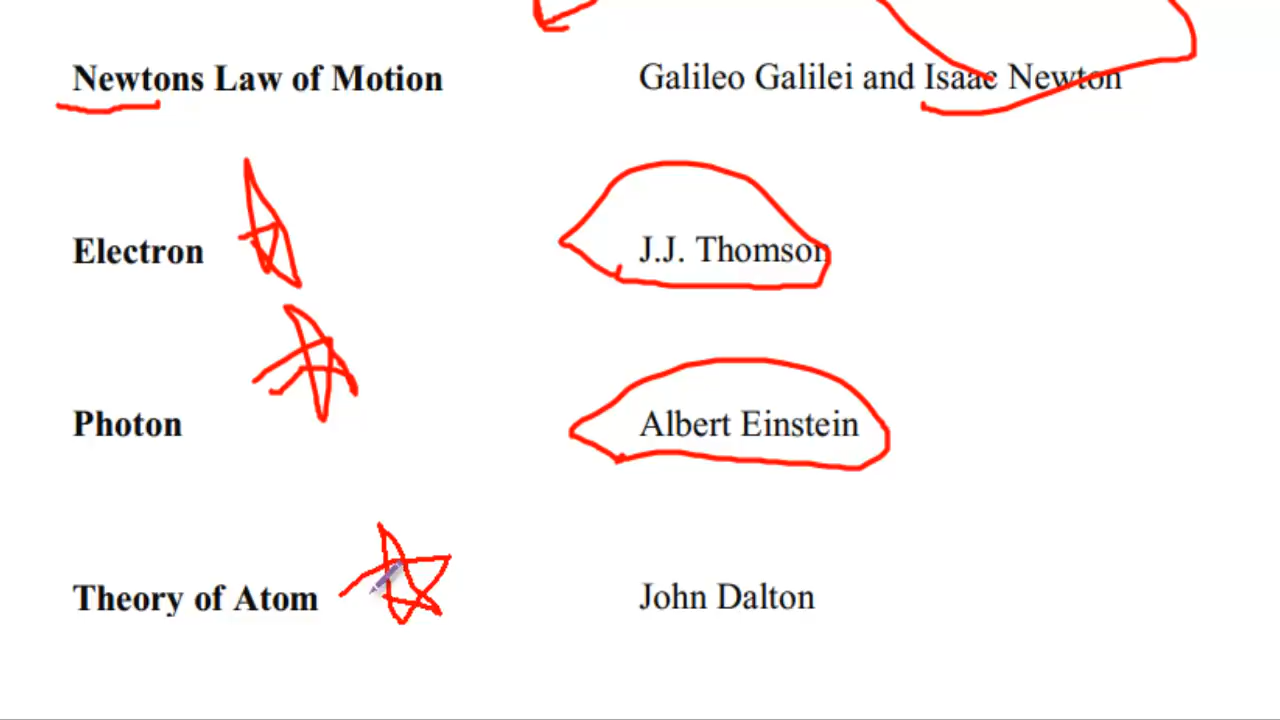 Newtons Law of Motion Galileo Galilei and Isaac Newton
Electron J.J. Thomson
Photon Albert Einstein
Theory of Atom John Dalton